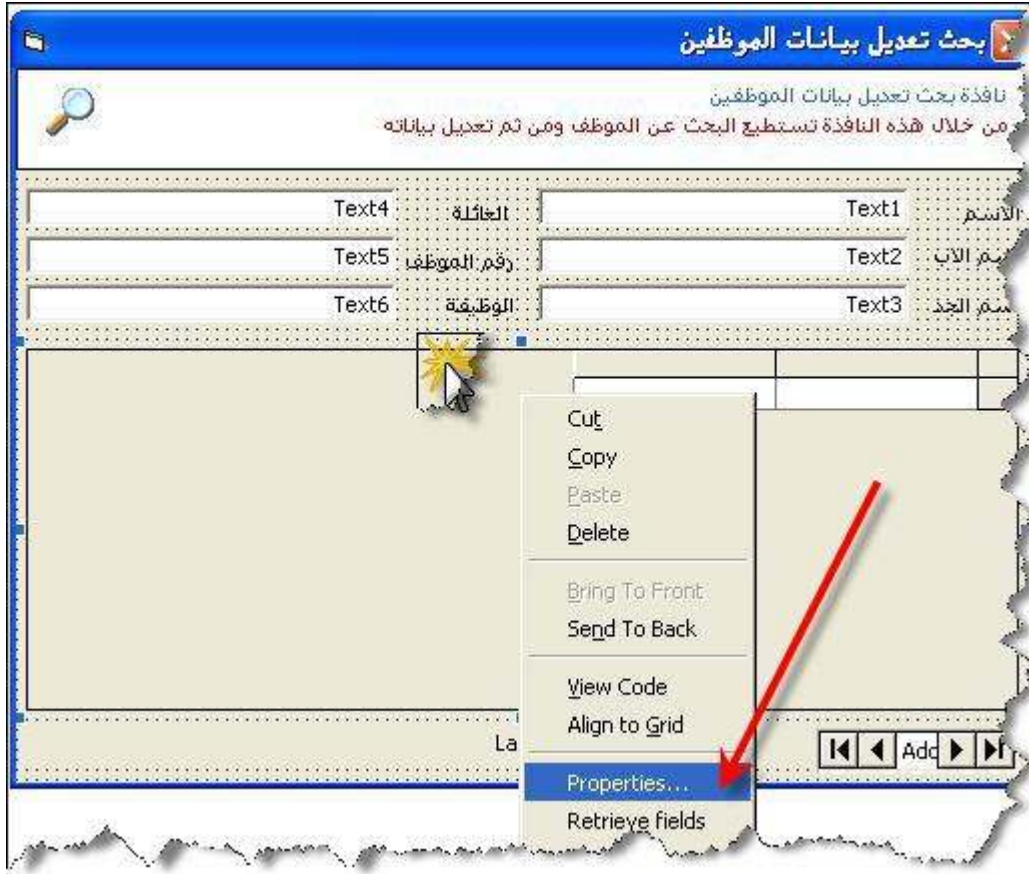 بحث تعديل بيانات الموظفين
نافذة بحث تعديل بيانات الموظفين
من خلال هذه النافذة تستطيع البحث عن الموظف ومن ثم تعديل بياناته
الاسم Text1 العائلة Text4
اسم الاب Text2 رقم الموظف Text5
اسم الجد Text3 الوظيفة Text6
Cut
Copy
Paste
Delete
Bring To Front
Send To Back
View Code
Align to Grid
Properties...
Retrieve fields